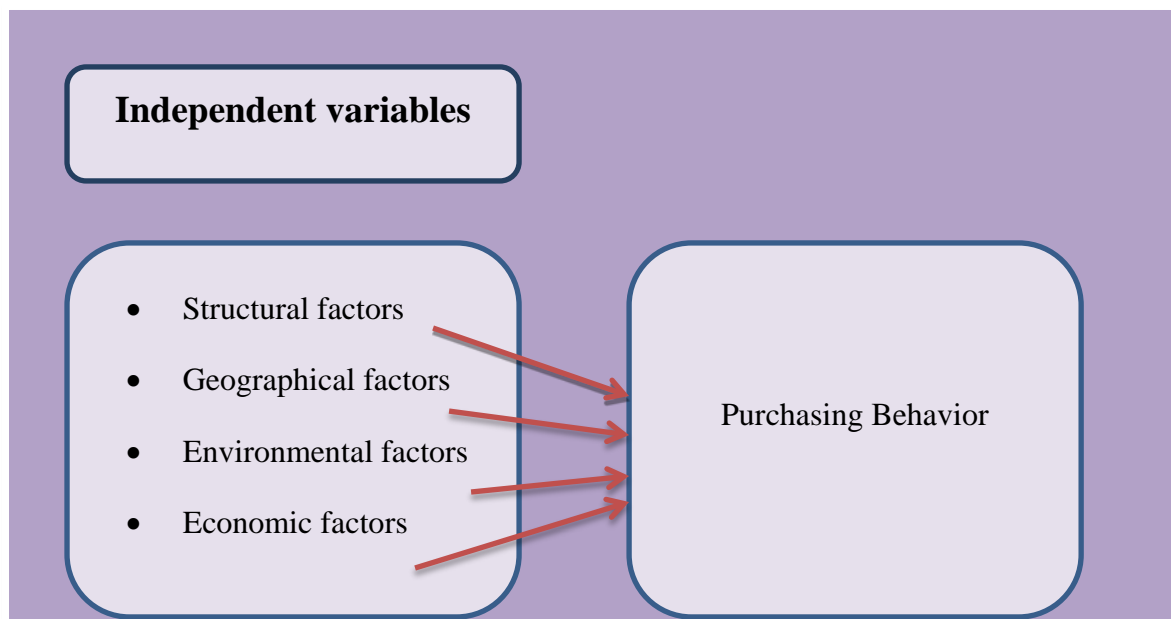 Independent variables
• Structural factors
• Geographical factors
• Environmental factors
• Economic factors
Purchasing Behavior